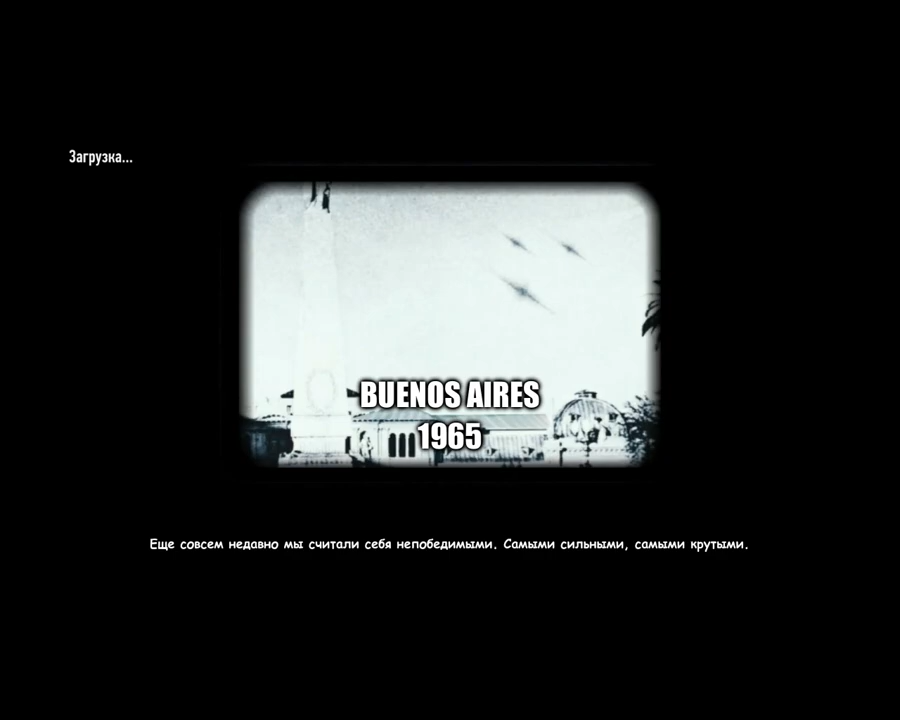 Загрузка...
BUENOS AIRES
1965
Еще совсем недавно мы считали себя непобедимыми. Самыми сильными, самыми крутыми.